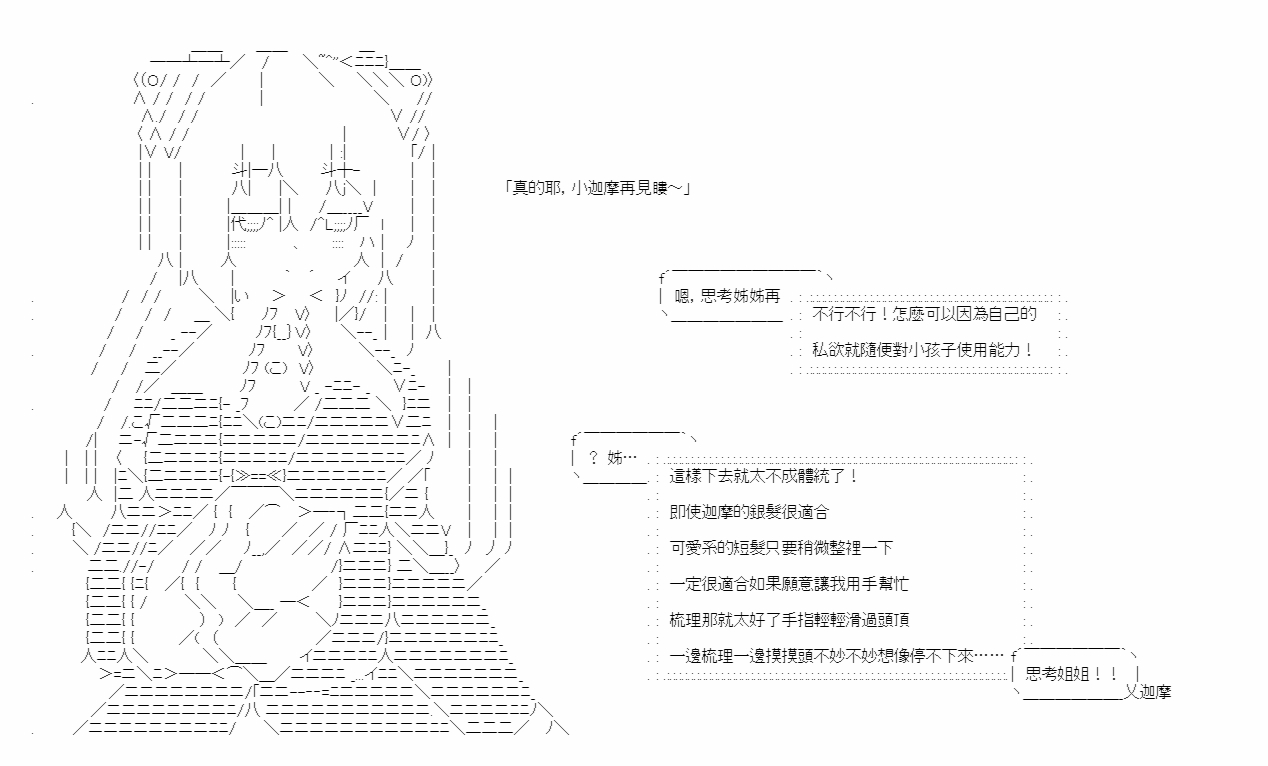 「真的耶，小迦摩再見嘍～」
嗯，思考姊姊再
不行不行！怎麼可以因為自己的
私欲就隨便對小孩子使用能力！
？ 姊…
這樣下去就太不成體統了！
即使迦摩的銀髮很適合
可愛系的短髮只要稍微整裡一下
一定很適合如果願意讓我用手幫忙
梳理那就太好了手指輕輕滑過頭頂
一邊梳理一邊摸摸頭不妙不妙想像停不下來……
思考姐姐！！
乂迦摩